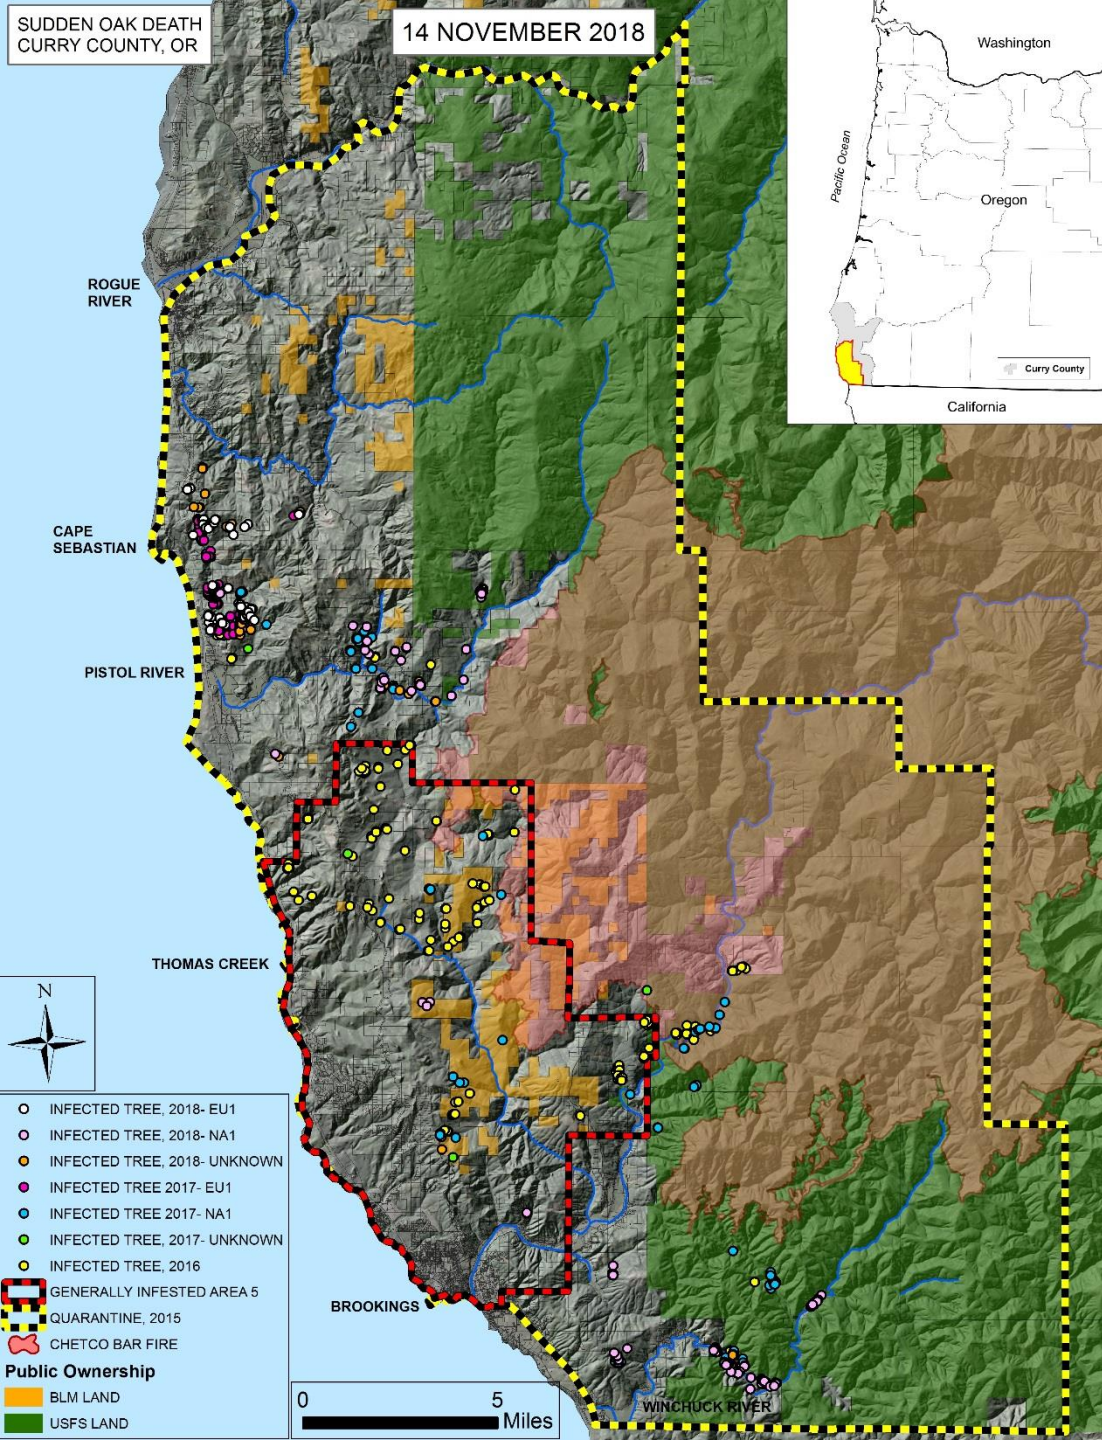 SUDDEN OAK DEATH
CURRY COUNTY, OR
14 NOVEMBER 2018
Washington
Pacific Ocean
Oregon
Curry County
California
ROGUE
RIVER
CAPE
SEBASTIAN
PISTOL RIVER
THOMAS CREEK
BROOKINGS
WINCHUCK RIVER
N
INFECTED TREE, 2018- EU1
INFECTED TREE, 2018- NA1
INFECTED TREE, 2018- UNKNOWN
INFECTED TREE 2017- EU1
INFECTED TREE 2017- NA1
INFECTED TREE, 2017- UNKNOWN
INFECTED TREE, 2016
GENERALLY INFESTED AREA 5
QUARANTINE, 2015
CHETCO BAR FIRE
Public Ownership
BLM LAND
USFS LAND
0 5
Miles